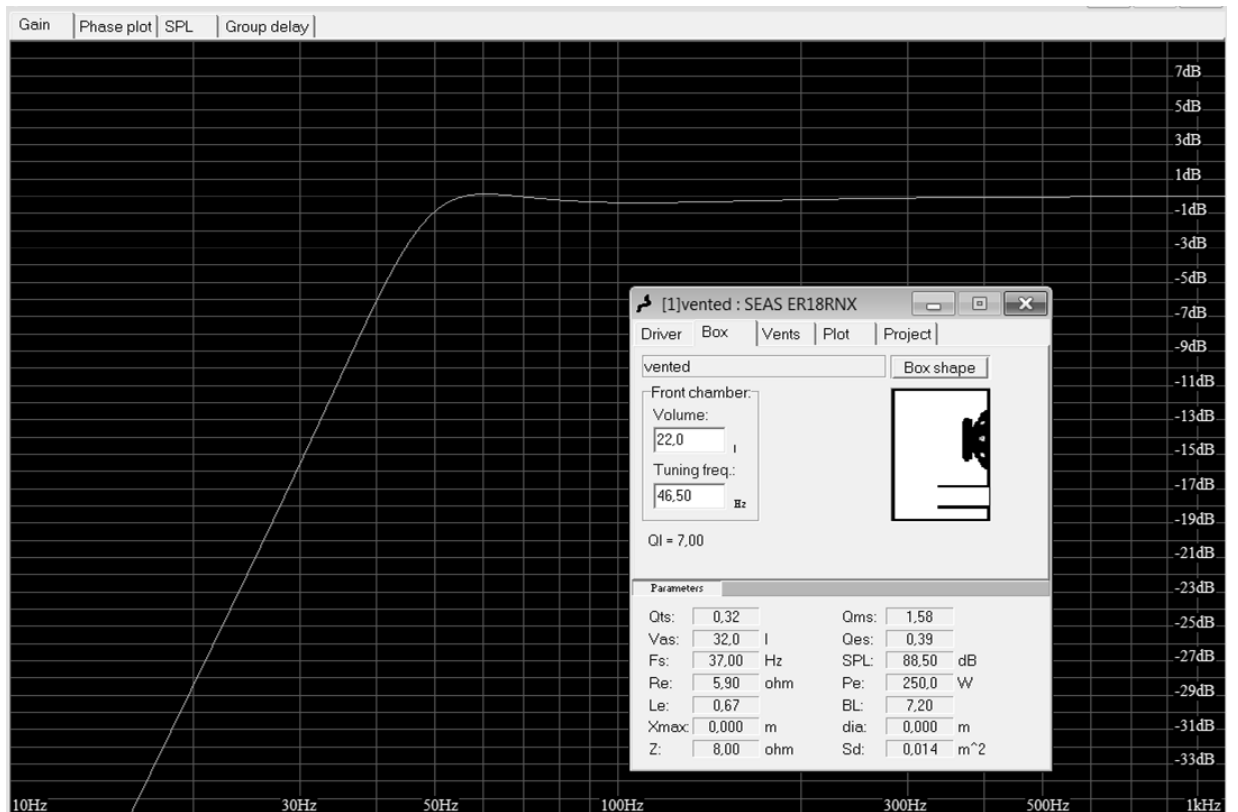 Gain Phase plot SPL Group delay
7dB
5dB
3dB
1dB
-1dB
-3dB
-5dB
-7dB
-9dB
-11dB
-13dB
-15dB
-17dB
-19dB
-21dB
-23dB
-25dB
-27dB
-29dB
-31dB
-33dB
10Hz 30Hz 50Hz 100Hz 300Hz 500Hz 1kHz
[1]vented : SEAS ER18RNX
Driver Box Vents Plot Project
vented Box shape
Front chamber:
Volume:
22,0 l
Tuning freq.:
46,50 Hz
Ql = 7,00
Parameters
Qts: 0,32 Qms: 1,58
Vas: 32,0 l Qes: 0,39
Fs: 37,00 Hz SPL: 88,50 dB
Re: 5,90 ohm Pe: 250,0 W
Le: 0,67 BL: 7,20
Xmax: 0,000 m dia: 0,000 m
Z: 8,00 ohm Sd: 0,014 m^2